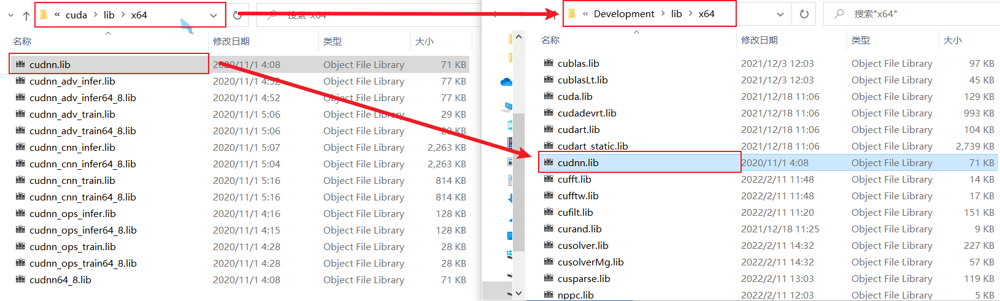 « cuda > lib > x64
搜索"x64"
名称 修改日期 类型 大小
cudnn.lib 2020/11/1 4:08 Object File Library 71 KB
cudnn_adv_infer.lib 2020/11/1 4:52 Object File Library 77 KB
cudnn_adv_infer64_8.lib 2020/11/1 4:52 Object File Library 77 KB
cudnn_adv_train.lib 2020/11/1 5:06 Object File Library 29 KB
cudnn_adv_train64_8.lib 2020/11/1 5:06 Object File Library 29 KB
cudnn_cnn_infer.lib 2020/11/1 5:07 Object File Library 2,263 KB
cudnn_cnn_infer64_8.lib 2020/11/1 5:04 Object File Library 2,263 KB
cudnn_cnn_train.lib 2020/11/1 5:16 Object File Library 814 KB
cudnn_cnn_train64_8.lib 2020/11/1 5:16 Object File Library 814 KB
cudnn_ops_infer.lib 2020/11/1 4:16 Object File Library 128 KB
cudnn_ops_infer64_8.lib 2020/11/1 4:15 Object File Library 128 KB
cudnn_ops_train.lib 2020/11/1 4:28 Object File Library 28 KB
cudnn_ops_train64_8.lib 2020/11/1 4:28 Object File Library 28 KB
cudnn64_8.lib 2020/11/1 4:08 Object File Library 71 KB
« Development > lib > x64
搜索"x64"
名称 修改日期 类型 大小
cublas.lib 2021/12/3 12:03 Object File Library 97 KB
cublasLt.lib 2021/12/3 12:03 Object File Library 45 KB
cuda.lib 2021/12/18 11:06 Object File Library 129 KB
cudadevrt.lib 2021/12/18 11:06 Object File Library 993 KB
cudart.lib 2021/12/18 11:06 Object File Library 104 KB
cudart_static.lib 2021/12/18 11:06 Object File Library 2,739 KB
cudnn.lib 2020/11/1 4:08 Object File Library 71 KB
cufft.lib 2022/2/11 11:48 Object File Library 14 KB
cufftw.lib 2022/2/11 11:48 Object File Library 17 KB
cufilt.lib 2022/2/11 11:20 Object File Library 151 KB
curand.lib 2021/12/18 11:25 Object File Library 9 KB
cusolver.lib 2022/2/11 14:32 Object File Library 227 KB
cusolverMg.lib 2022/2/11 14:32 Object File Library 57 KB
cusparse.lib 2022/2/11 13:03 Object File Library 119 KB
nppc.lib 2022/2/11 12:03 Object File Library 5 KB